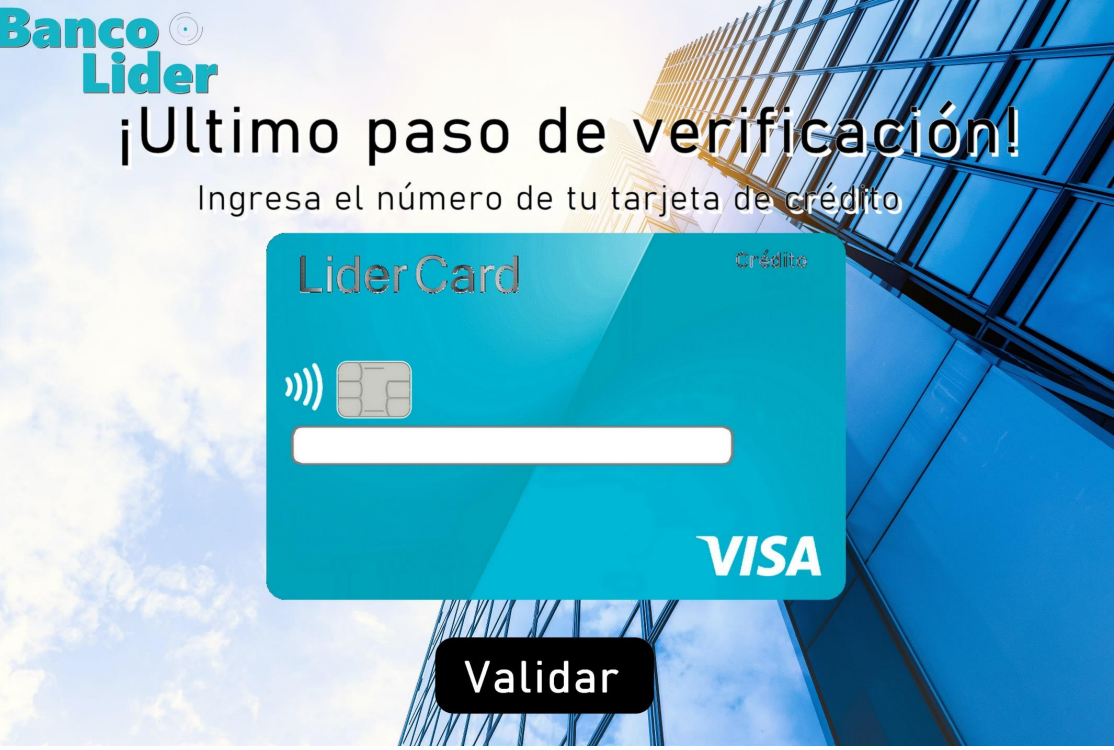 Banco
Lider
¡Ultimo paso de verificación!
Ingresa el número de tu tarjeta de crédito
Lider Card
Crédito
VISA
Validar